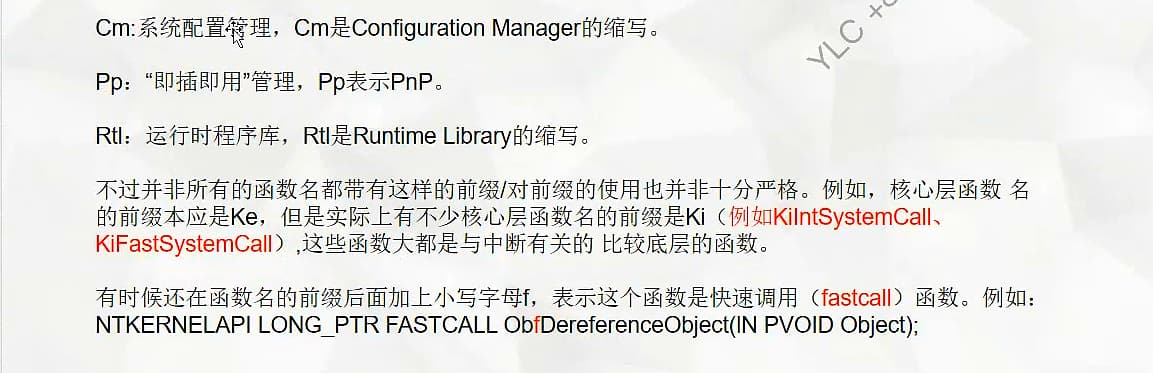 Cm:系统配置管理，Cm是Configuration Manager的缩写。
YLC +
Pp：“即插即用”管理，Pp表示PnP。
Rtl：运行时程序库，Rtl是Runtime Library的缩写。
不过并非所有的函数名都带有这样的前缀/对前缀的使用也并非十分严格。例如，核心层函数 名
的前缀本应是Ke，但是实际上有不少核心层函数名的前缀是Ki（例如KiIntSystemCall、
KiFastSystemCall）,这些函数大都是与中断有关的 比较底层的函数。
有时候还在函数名的前缀后面加上小写字母f，表示这个函数是快速调用（fastcall）函数。例如：
NTKERNELAPI LONG_PTR FASTCALL ObfDereferenceObject(IN PVOID Object);